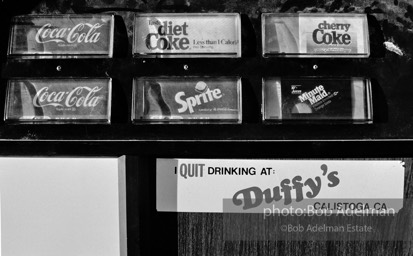 Coca-Cola
diet
Coke
Less than 1 Calorie
cherry
Coke
Coca-Cola
Sprite
Minute
Maid
I QUIT DRINKING AT:
Duffy's
CALISTOGA CA
photo:Bob Adelman
©Bob Adelman Estate